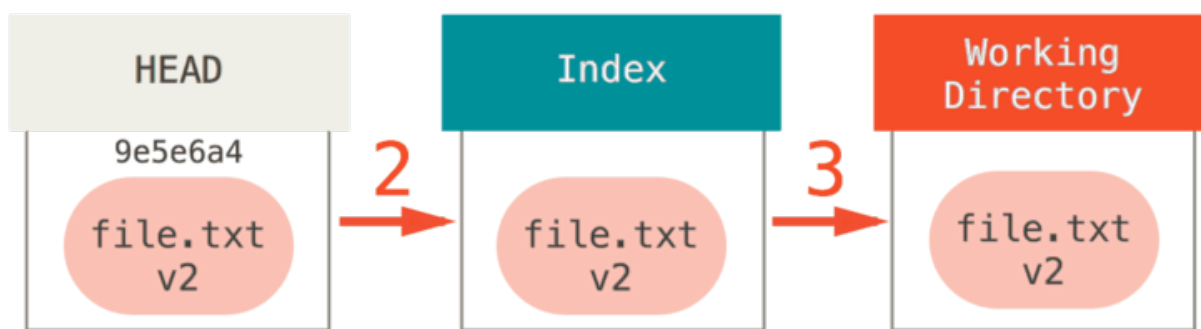 HEAD
Index
Working
Directory
9e5e6a4
2
3
file.txt
v2
file.txt
v2
file.txt
v2